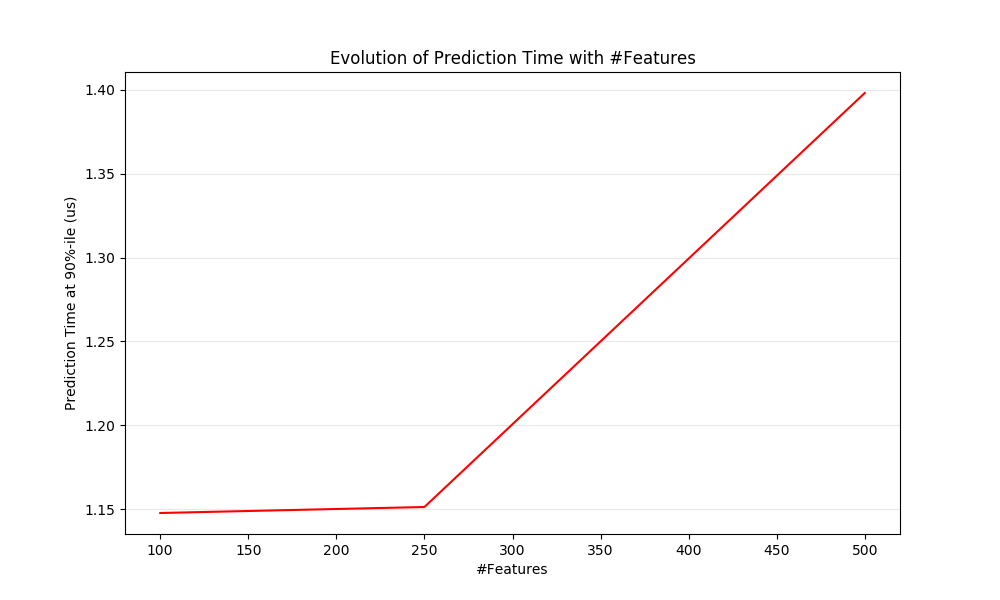 Evolution of Prediction Time with #Features
Prediction Time at 90%-ile (us)
1.40
1.35
1.30
1.25
1.20
1.15
100 150 200 250 300 350 400 450 500
#Features